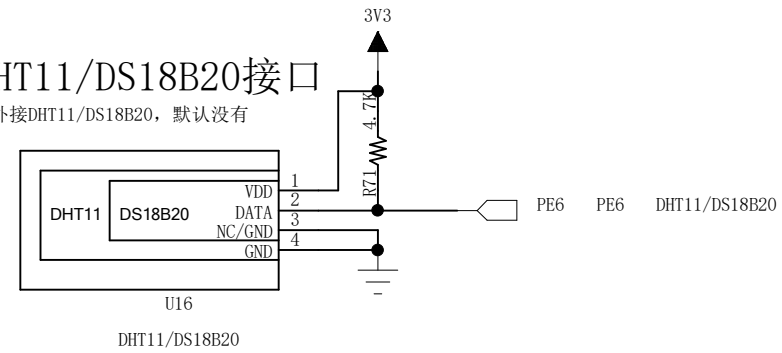 3V3
HT11/DS18B20接口
外接DHT11/DS18B20，默认没有
4.7K
R71
DHT11
DS18B20
VDD 1
DATA 2
NC/GND 3
GND 4
PE6 PE6 DHT11/DS18B20
U16
DHT11/DS18B20